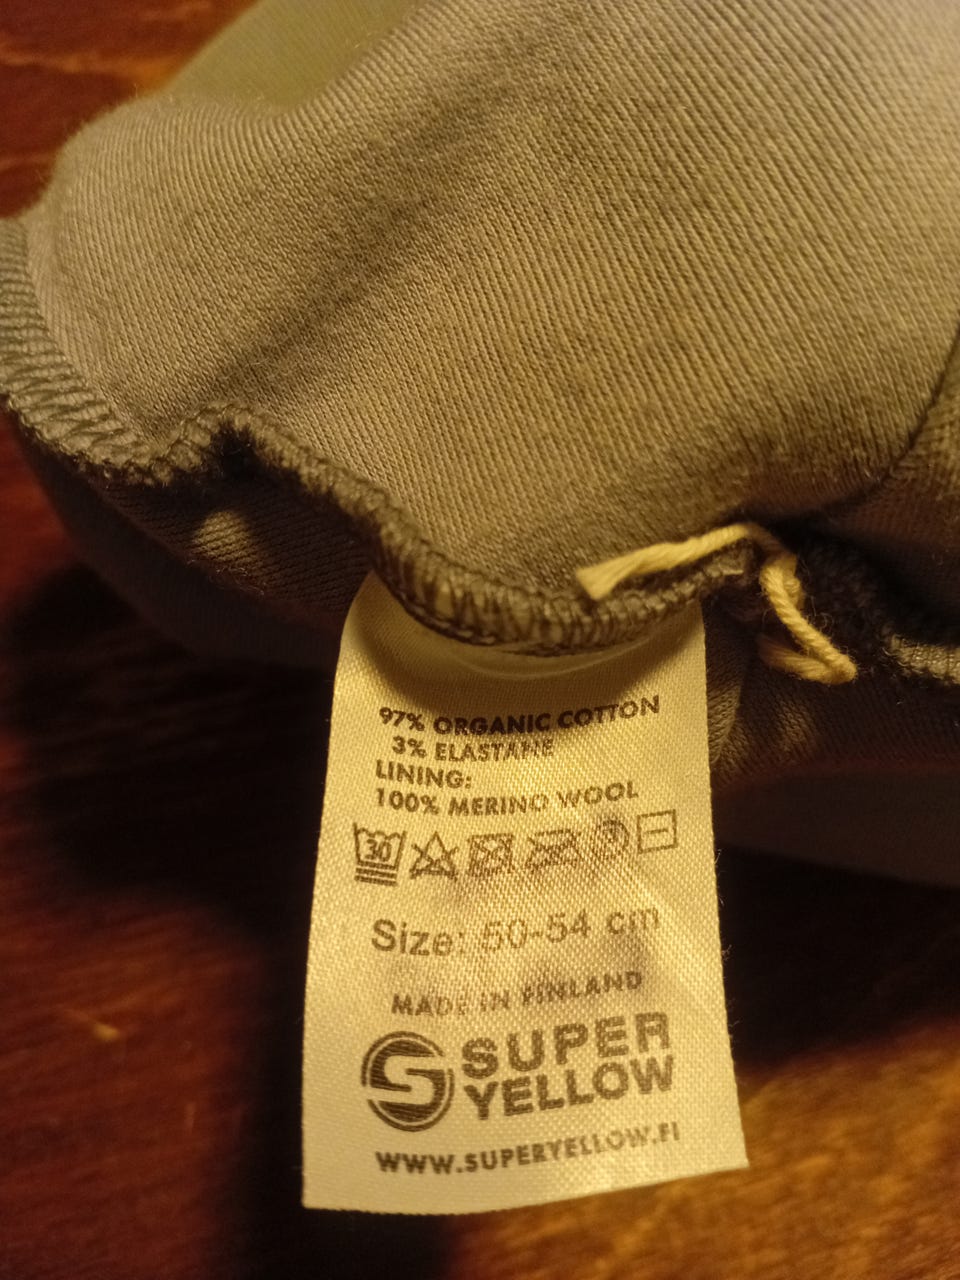 97% ORGANIC COTTON
3% ELASTANE
LINING:
100% MERINO WOOL
30
Size: 50-54 cm
MADE IN FINLAND
SUPER
YELLOW
WWW.SUPERYELLOW.FI